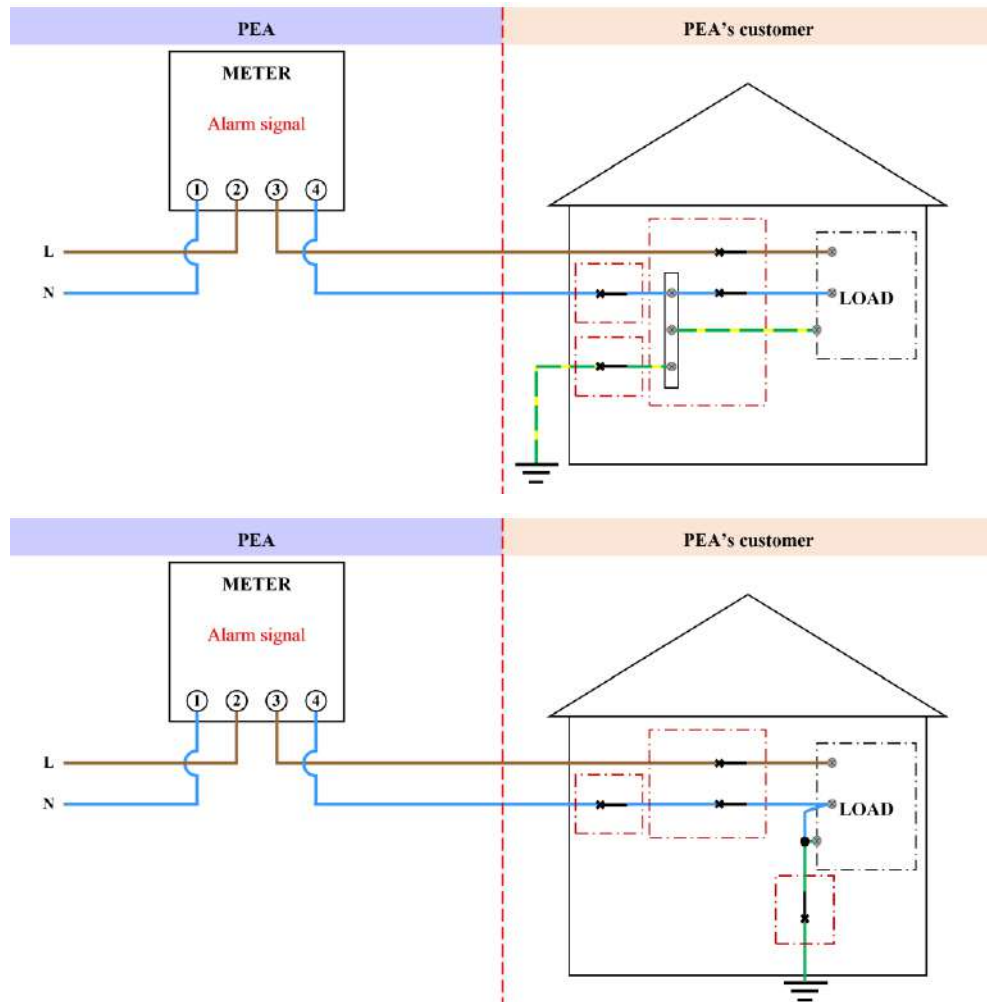 PEA PEA's customer
METER
Alarm signal
1 2 3 4
L
N
LOAD
PEA PEA's customer
METER
Alarm signal
1 2 3 4
L
N
LOAD